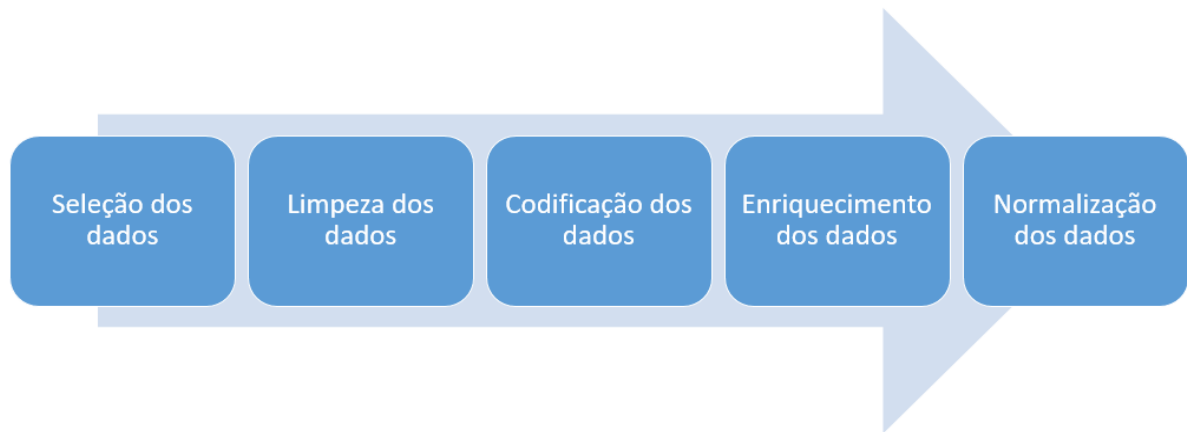 Seleção dos
dados
Limpeza dos
dados
Codificação dos
dados
Enriquecimento
dos dados
Normalização
dos dados